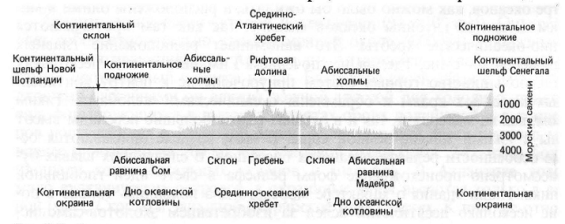 Континентальный
склон
Срединно-
Атлантический
хребет
Континентальное
подножие
Континентальный
шельф Новой
Шотландии
Континентальное
подножие
Абиссаль-
ные
холмы
Рифтовая
долина
Абиссальные
холмы
Континентальный
шельф Сенегала
0
1000
2000
3000
4000
Морские сажени
Абиссальная
равнина Сом
Склон
Гребень
Склон
Абиссальная
равнина
Мадейра
Континентальная
окраина
Дно океанской
котловины
Срединно-океанский
хребет
Дно океанской
котловины
Континентальная
окраина